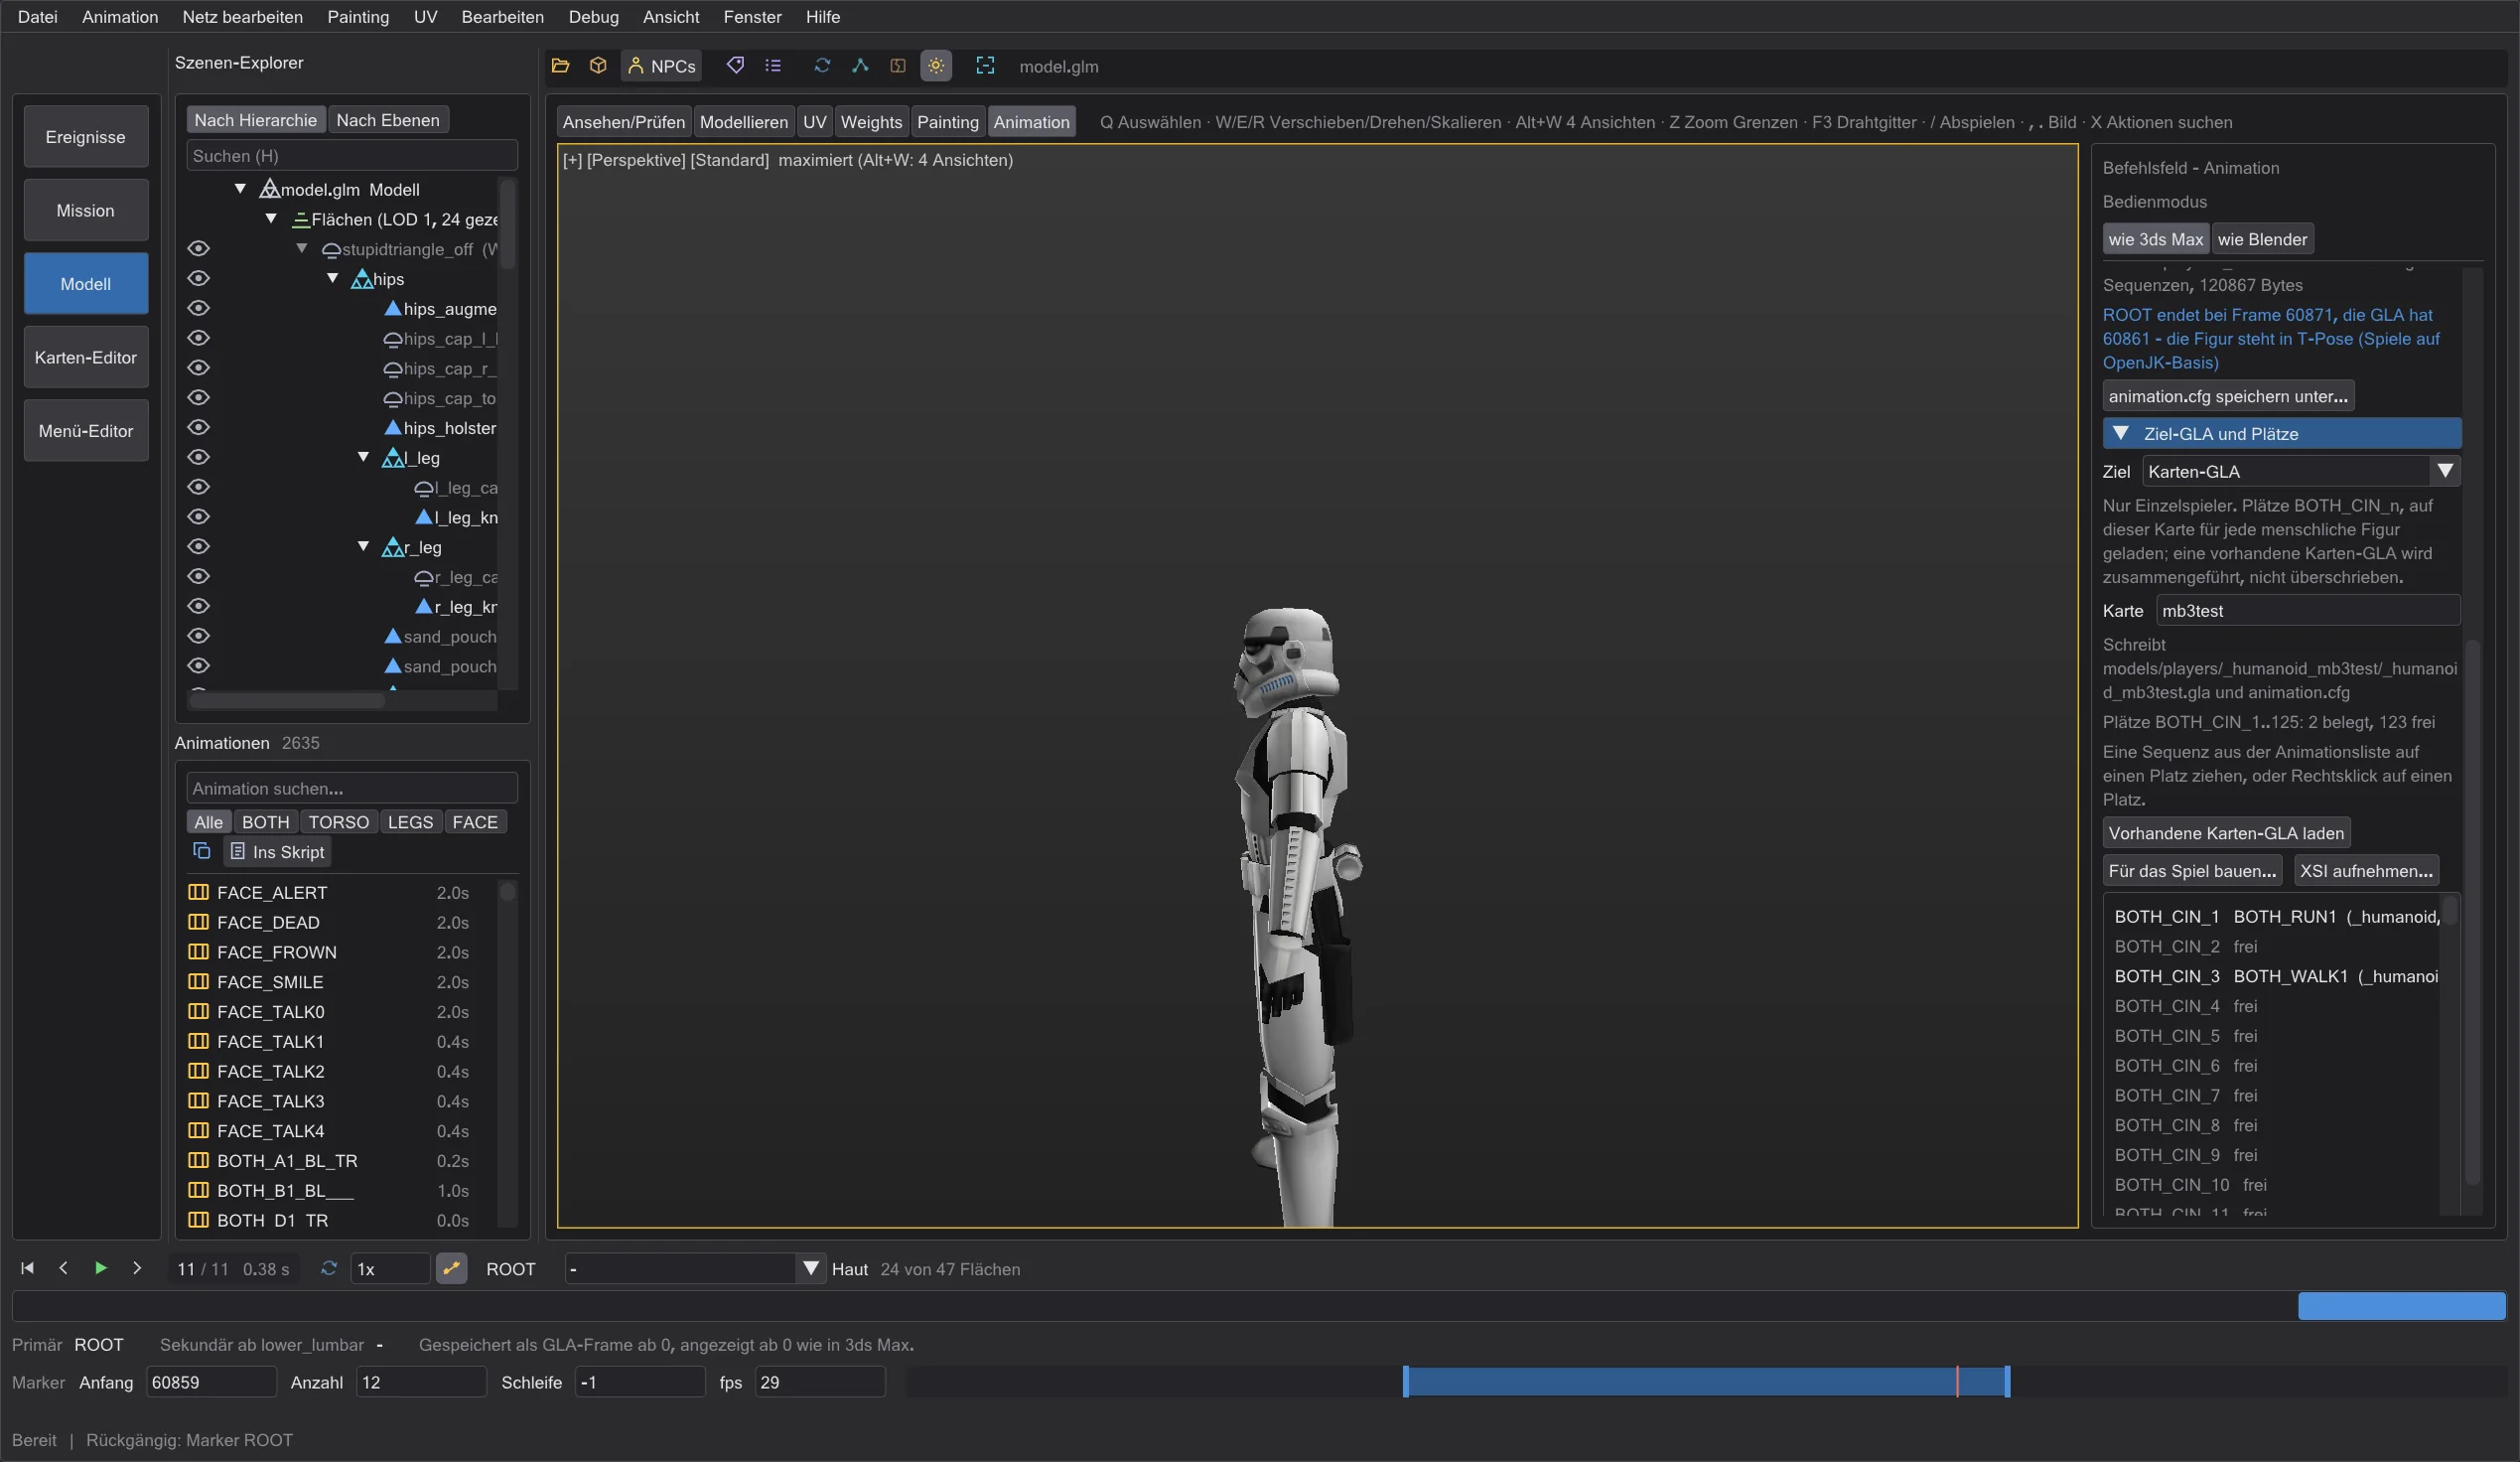 Datei Animation Netz bearbeiten Painting UV Bearbeiten Debug Ansicht Fenster Hilfe
Szenen-Explorer
NPCs model.glm
Ereignisse
Mission
Modell
Karten-Editor
Menü-Editor
Nach Hierarchie Nach Ebenen
Suchen (H)
model.glm Modell
Flächen (LOD 1, 24 geze
stupidtriangle_off
hips
hips_augme
hips_cap_l_
hips_cap_r_
hips_cap_to
hips_holster
l_leg
l_leg_ca
l_leg_kn
r_leg
r_leg_ca
r_leg_kn
sand_pouch
sand_pouch
Animationen 2635
Animation suchen...
Alle BOTH TORSO LEGS FACE
Ins Skript
FACE_ALERT 2.0s
FACE_DEAD 2.0s
FACE_FROWN 2.0s
FACE_SMILE 2.0s
FACE_TALK0 2.0s
FACE_TALK1 0.4s
FACE_TALK2 0.4s
FACE_TALK3 0.4s
FACE_TALK4 0.4s
BOTH_A1_BL_TR 0.2s
BOTH_B1_BL___ 1.0s
BOTH_D1_TR 0.0s
Ansehen/Prüfen Modellieren UV Weights Painting Animation Q Auswählen · W/E/R Verschieben/Drehen/Skalieren · Alt+W 4 Ansichten · Z Zoom Grenzen · F3 Drahtgitter · / Abspielen · , . Bild · X Aktionen suchen
[+] [Perspektive] [Standard] maximiert (Alt+W: 4 Ansichten)
Befehlsfeld - Animation
Bedienmodus
wie 3ds Max wie Blender
Sequenzen, 120867 Bytes
ROOT endet bei Frame 60871, die GLA hat
60861 - die Figur steht in T-Pose (Spiele auf
OpenJK-Basis)
animation.cfg speichern unter...
Ziel-GLA und Plätze
Ziel Karten-GLA
Nur Einzelspieler. Plätze BOTH_CIN_n, auf
dieser Karte für jede menschliche Figur
geladen; eine vorhandene Karten-GLA wird
zusammengeführt, nicht überschrieben.
Karte mb3test
Schreibt
models/players/_humanoid_mb3test/_humanoi
d_mb3test.gla und animation.cfg
Plätze BOTH_CIN_1..125: 2 belegt, 123 frei
Eine Sequenz aus der Animationsliste auf
einen Platz ziehen, oder Rechtsklick auf einen
Platz.
Vorhandene Karten-GLA laden
Für das Spiel bauen... XSI aufnehmen...
BOTH_CIN_1 BOTH_RUN1 (_humanoid,
BOTH_CIN_2 frei
BOTH_CIN_3 BOTH_WALK1 (_humanoi
BOTH_CIN_4 frei
BOTH_CIN_5 frei
BOTH_CIN_6 frei
BOTH_CIN_7 frei
BOTH_CIN_8 frei
BOTH_CIN_9 frei
BOTH_CIN_10 frei
BOTH_CIN_11 frei
11 / 11 0.38 s 1x ROOT - Haut 24 von 47 Flächen
Primär ROOT Sekundär ab lower_lumbar - Gespeichert als GLA-Frame ab 0, angezeigt ab 0 wie in 3ds Max.
Marker Anfang 60859 Anzahl 12 Schleife -1 fps 29
Bereit | Rückgängig: Marker ROOT